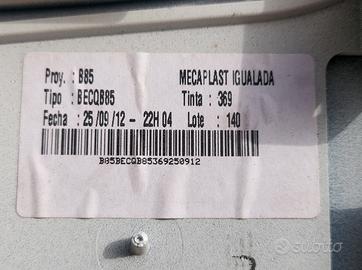 Proy. : B85 MECAPLAST IGUALADA
Tipo : BECQB85 Tinta : 369
Fecha : 25/09/12 - 22H 04 Lote : 140
B85BECQB85369250912
subito